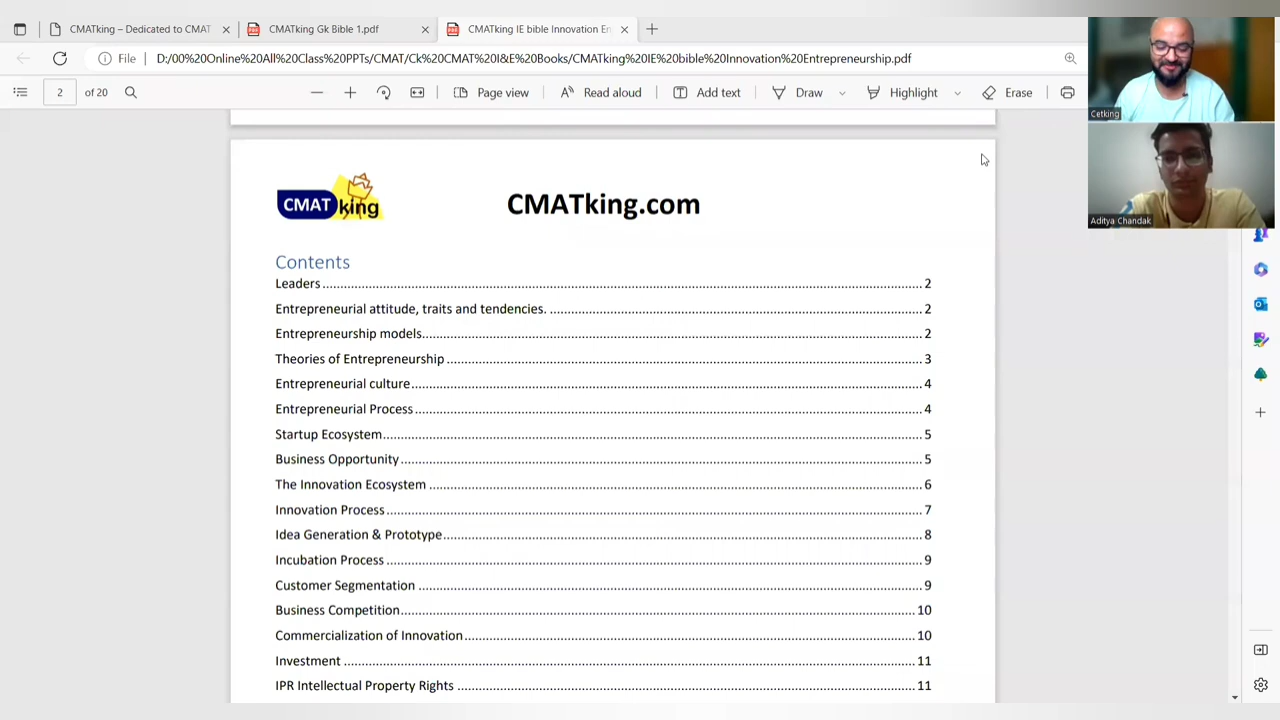 CMATking – Dedicated to CMAT
CMATking Gk Bible 1.pdf
CMATking IE bible Innovation En
File
D:/00%20Online%20All%20Class%20PPTs/CMAT/Ck%20CMAT%20I&E%20Books/CMATking%20IE%20bible%20Innovation%20Entrepreneurship.pdf
2 of 20
Page view
Read aloud
Add text
Draw
Highlight
Erase
Cetking
Aditya Chandak
CMAT king
CMATking.com
Contents
Leaders 2
Entrepreneurial attitude, traits and tendencies. 2
Entrepreneurship models 2
Theories of Entrepreneurship 3
Entrepreneurial culture 4
Entrepreneurial Process 4
Startup Ecosystem 5
Business Opportunity 5
The Innovation Ecosystem 6
Innovation Process 7
Idea Generation & Prototype 8
Incubation Process 9
Customer Segmentation 9
Business Competition 10
Commercialization of Innovation 10
Investment 11
IPR Intellectual Property Rights 11